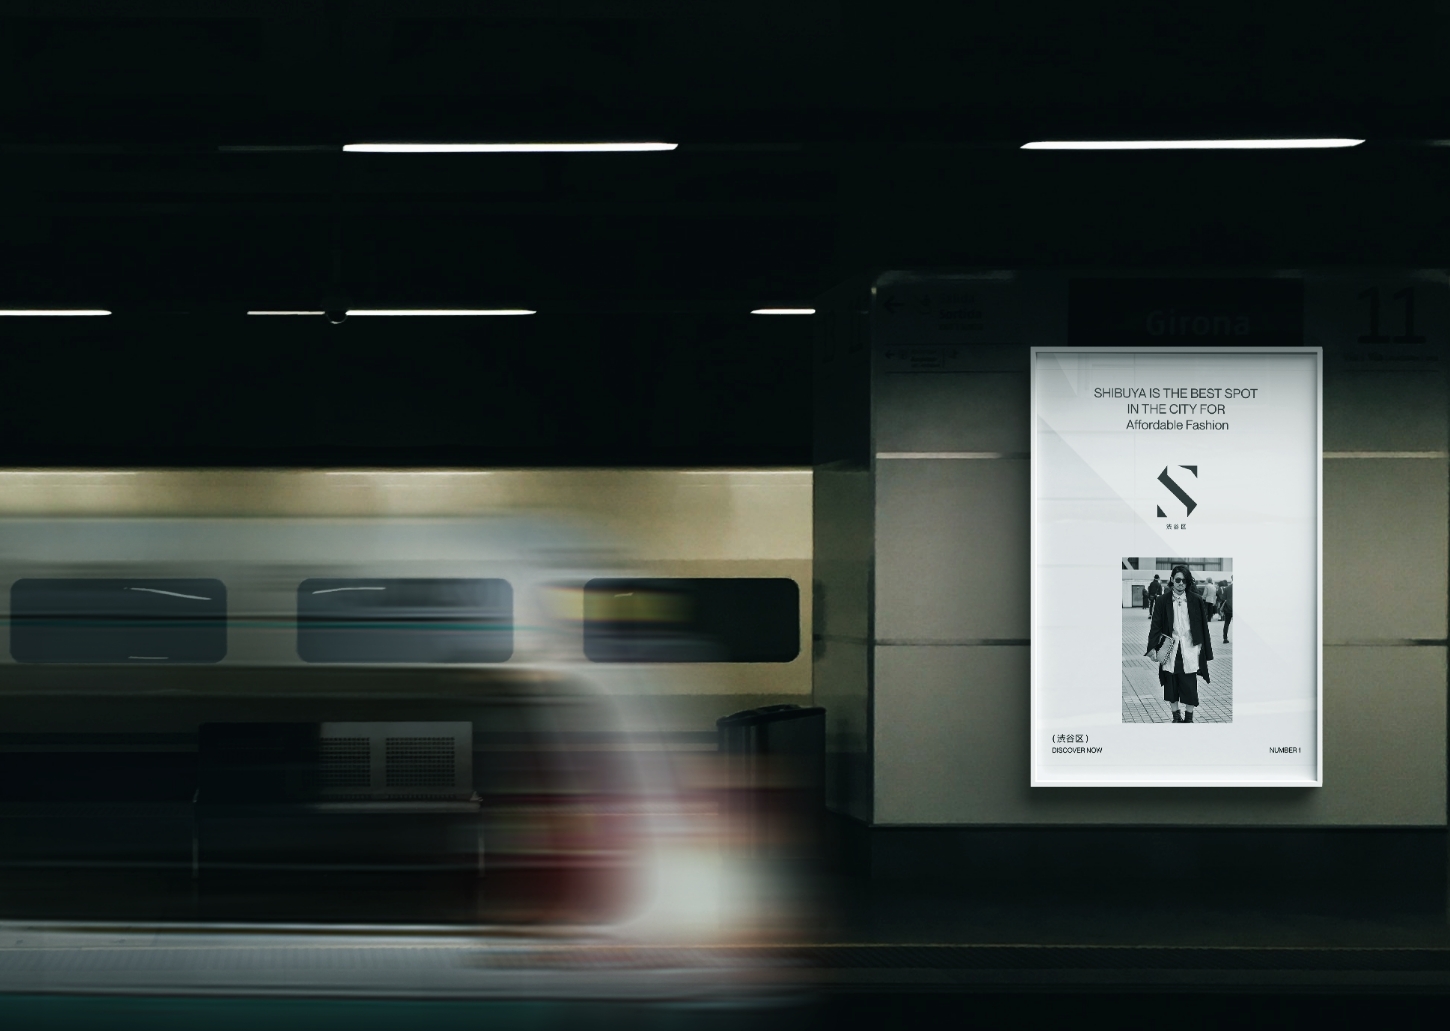 Girona
11
SHIBUYA IS THE BEST SPOT
IN THE CITY FOR
Affordable Fashion
S
渋谷区
(渋谷区)
DISCOVER NOW
NUMBER 1